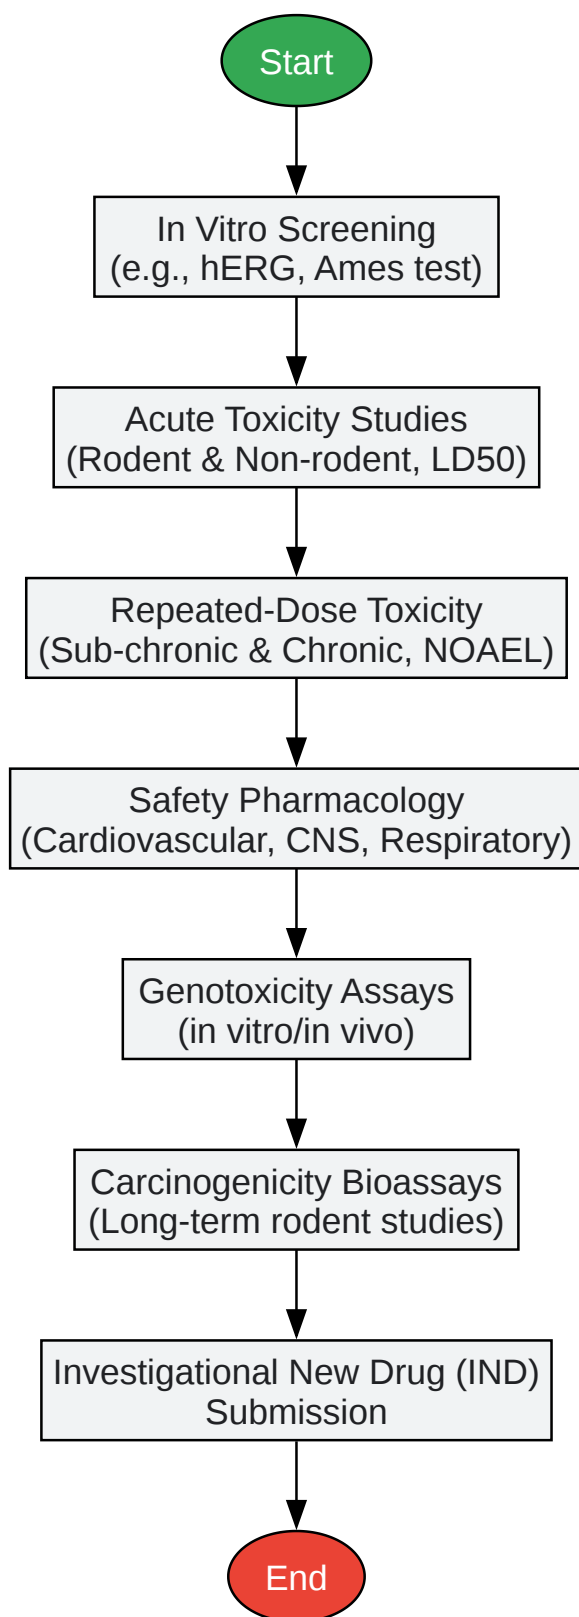 Start
In Vitro Screening
(e.g., hERG, Ames test)
Acute Toxicity Studies
(Rodent & Non-rodent, LD50)
Repeated-Dose Toxicity
(Sub-chronic & Chronic, NOAEL)
Safety Pharmacology
(Cardiovascular, CNS, Respiratory)
Genotoxicity Assays
(in vitro/in vivo)
Carcinogenicity Bioassays
(Long-term rodent studies)
Investigational New Drug (IND)
Submission
End